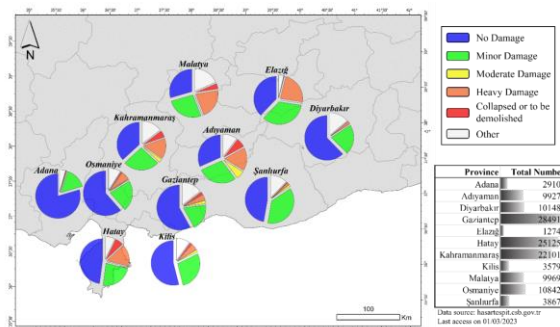 N
Malatya
Elazığ
Diyarbakır
Kahramanmaraş
Adıyaman
Adana
Osmaniye
Gaziantep
Şanlıurfa
Hatay
Kilis
100
Km
No Damage
Minor Damage
Moderate Damage
Heavy Damage
Collapsed or to be
demolished
Other
Province Total Number
Adana 2910
Adıyaman 9927
Diyarbakır 10148
Gaziantep 28491
Elazığ 1274
Hatay 25125
Kahramanmaraş 22101
Kilis 3579
Malatya 9969
Osmaniye 10842
Şanlıurfa 3867
Data source: hasartespit.csb.gov.tr
Last access on 01/03/2023